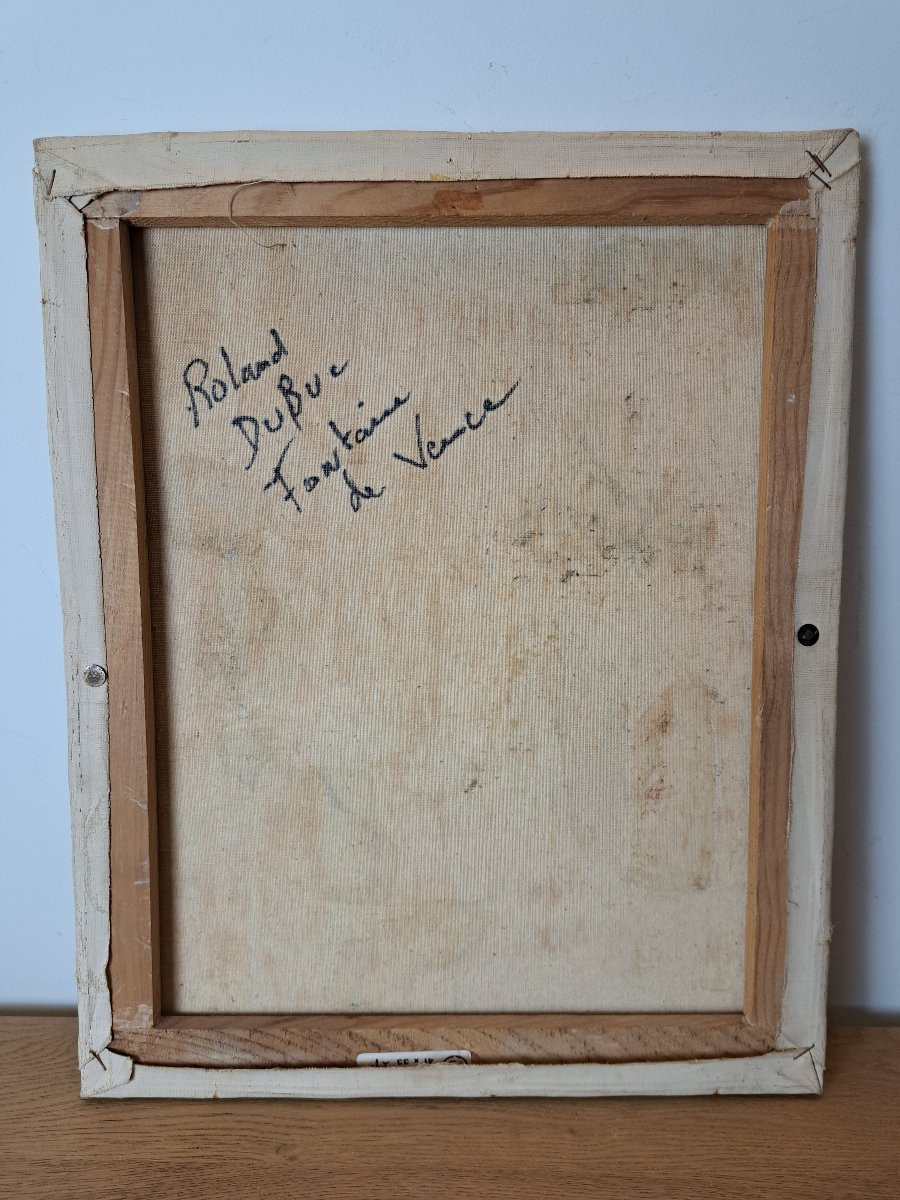 Roland
DuBuc
Fontaine
de Vence